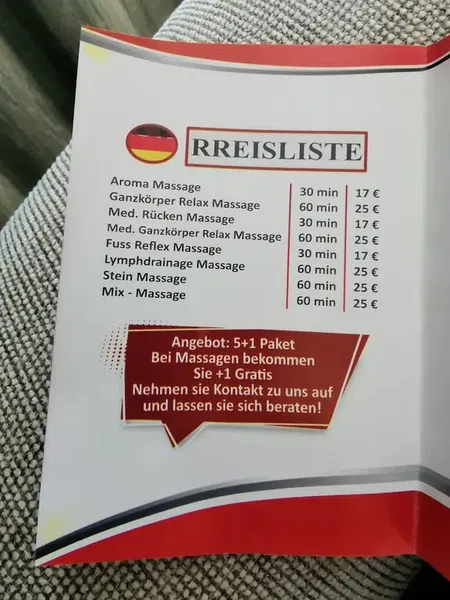 RREISLISTE
Aroma Massage 30 min 17 €
Ganzkörper Relax Massage 60 min 25 €
Med. Rücken Massage 30 min 17 €
Med. Ganzkörper Relax Massage 60 min 25 €
Fuss Reflex Massage 30 min 17 €
Lymphdrainage Massage 60 min 25 €
Stein Massage 60 min 25 €
Mix - Massage 60 min 25 €
Angebot: 5+1 Paket
Bei Massagen bekommen
Sie +1 Gratis
Nehmen sie Kontakt zu uns auf
und lassen sie sich beraten!